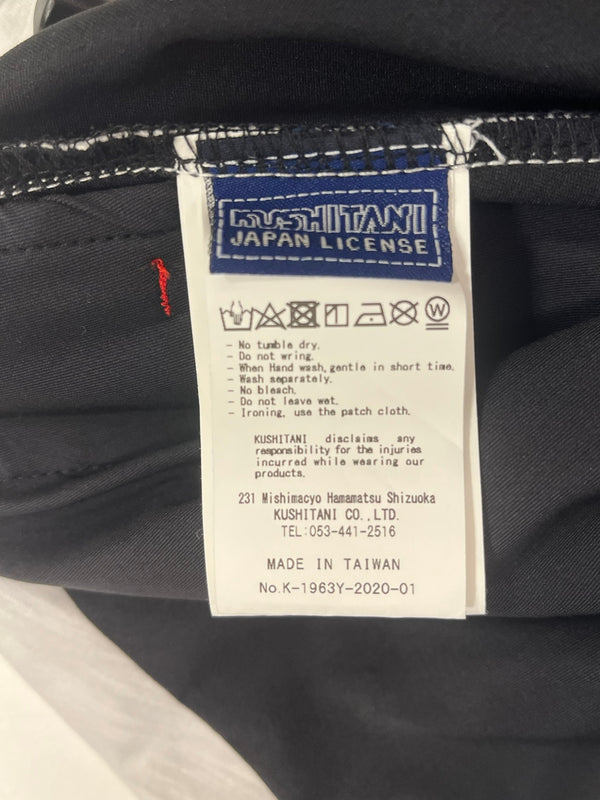 KUSHITANI
JAPAN LICENSE
W
- No tumble dry.
- Do not wring.
- When Hand wash,gentle in short time.
- Wash separately.
- No bleach.
- Do not leave wet.
- Ironing, use the patch cloth.
KUSHITANI disclaims any
responsibility for the injuries
incurred while wearing our
products.
231 Mishimacyo Hamamatsu Shizuoka
KUSHITANI CO.,LTD.
TEL:053-441-2516
MADE IN TAIWAN
No.K-1963Y-2020-01